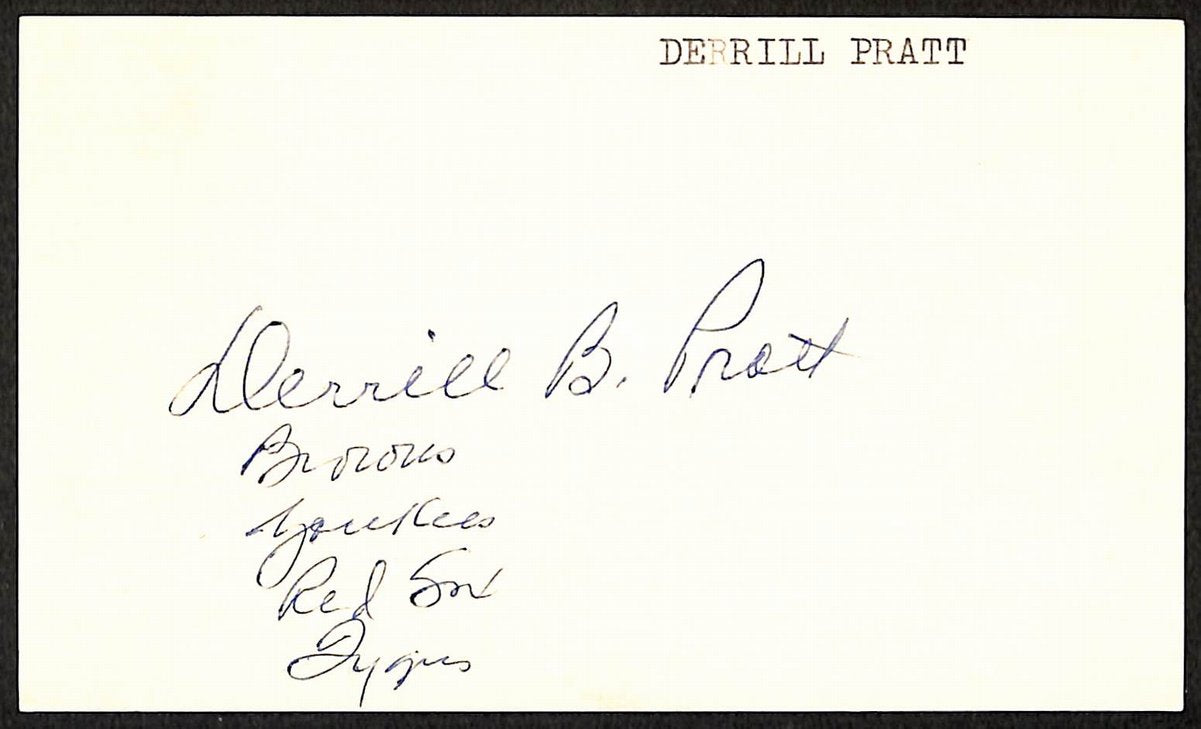 DERRILL PRATT
Derrill B. Pratt
Browns
Yankees
Red Sox
Tygers